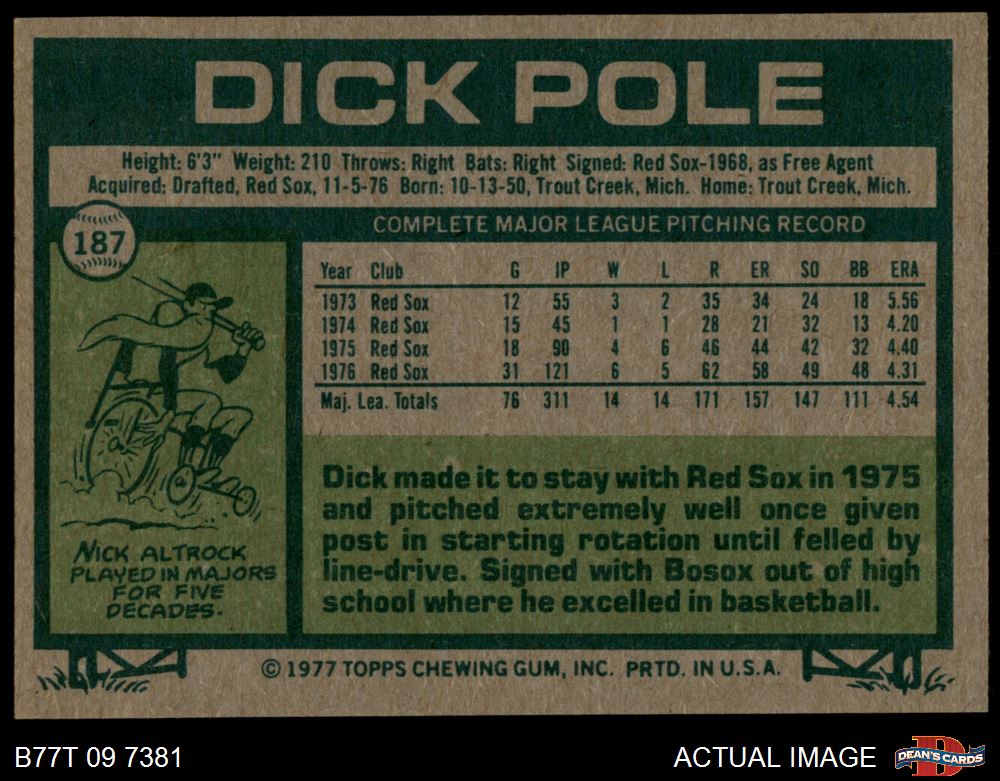 DICK POLE
Height: 6'3" Weight: 210 Throws: Right Bats: Right Signed: Red Sox-1968, as Free Agent
Acquired: Drafted, Red Sox, 11-5-76 Born: 10-13-50, Trout Creek, Mich. Home: Trout Creek, Mich.
187
COMPLETE MAJOR LEAGUE PITCHING RECORD
Year Club G IP W L R ER SO BB ERA
1973 Red Sox 12 55 3 2 35 34 24 18 5.56
1974 Red Sox 15 45 1 1 28 21 32 13 4.20
1975 Red Sox 18 90 4 6 46 44 42 32 4.40
1976 Red Sox 31 121 6 5 62 58 49 48 4.31
Maj. Lea. Totals 76 311 14 14 171 157 147 111 4.54
NICK ALTROCK
PLAYED IN MAJORS
FOR FIVE
DECADES.
Dick made it to stay with Red Sox in 1975
and pitched extremely well once given
post in starting rotation until felled by
line-drive. Signed with Bosox out of high
school where he excelled in basketball.
© 1977 TOPPS CHEWING GUM, INC. PRTD. IN U.S.A.
B77T 09 7381
ACTUAL IMAGE
DEAN'S CARDS